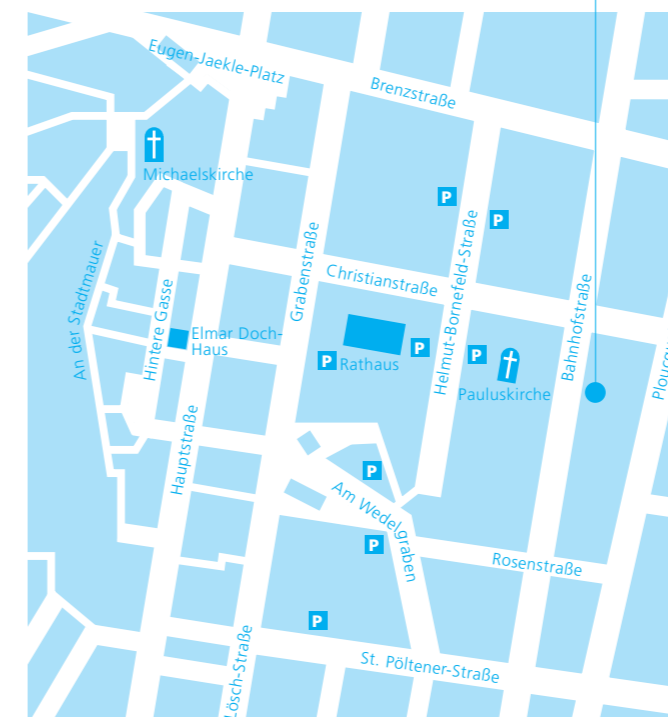 Eugen-Jaekle-Platz
Brenzstraße
Michaelskirche
P
P
An der Stadtmauer
Hintere Gasse
Grabenstraße
Christianstraße
Helmut-Bornefeld-Straße
Bahnhofstraße
Elmar Doch-
Haus
P
Rathaus
P
P
Pauluskirche
Hauptstraße
P
Am Wedelgraben
P
Rosenstraße
P
St. Pöltener-Straße
Lösch-Straße